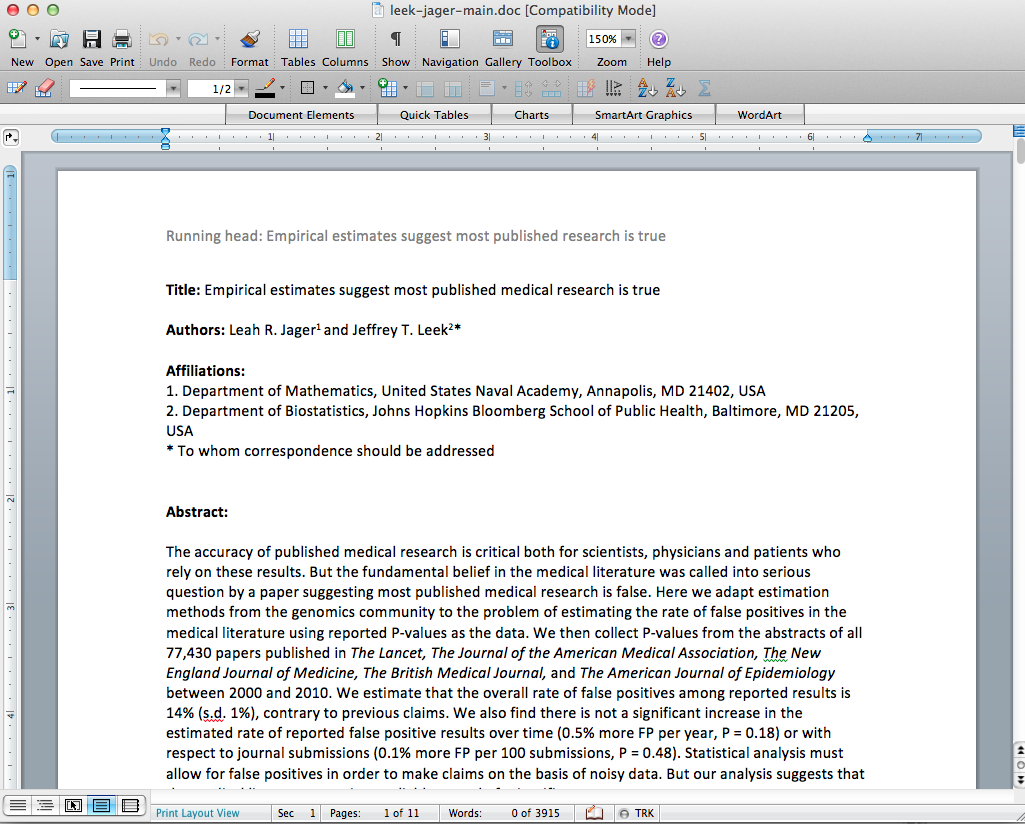 leek-jager-main.doc [Compatibility Mode]
150%
New Open Save Print Undo Redo Format Tables Columns Show Navigation Gallery Toolbox Zoom Help
1/2
Document Elements Quick Tables Charts SmartArt Graphics WordArt
1 2 3 4 5 6 7
Running head: Empirical estimates suggest most published research is true
Title: Empirical estimates suggest most published medical research is true
Authors: Leah R. Jager1 and Jeffrey T. Leek2*
Affiliations:
1. Department of Mathematics, United States Naval Academy, Annapolis, MD 21402, USA
2. Department of Biostatistics, Johns Hopkins Bloomberg School of Public Health, Baltimore, MD 21205,
USA
* To whom correspondence should be addressed
Abstract:
The accuracy of published medical research is critical both for scientists, physicians and patients who
rely on these results. But the fundamental belief in the medical literature was called into serious
question by a paper suggesting most published medical research is false. Here we adapt estimation
methods from the genomics community to the problem of estimating the rate of false positives in the
medical literature using reported P-values as the data. We then collect P-values from the abstracts of all
77,430 papers published in The Lancet, The Journal of the American Medical Association, The New
England Journal of Medicine, The British Medical Journal, and The American Journal of Epidemiology
between 2000 and 2010. We estimate that the overall rate of false positives among reported results is
14% (s.d. 1%), contrary to previous claims. We also find there is not a significant increase in the
estimated rate of reported false positive results over time (0.5% more FP per year, P = 0.18) or with
respect to journal submissions (0.1% more FP per 100 submissions, P = 0.48). Statistical analysis must
allow for false positives in order to make claims on the basis of noisy data. But our analysis suggests that
Print Layout View Sec 1 Pages: 1 of 11 Words: 0 of 3915 TRK